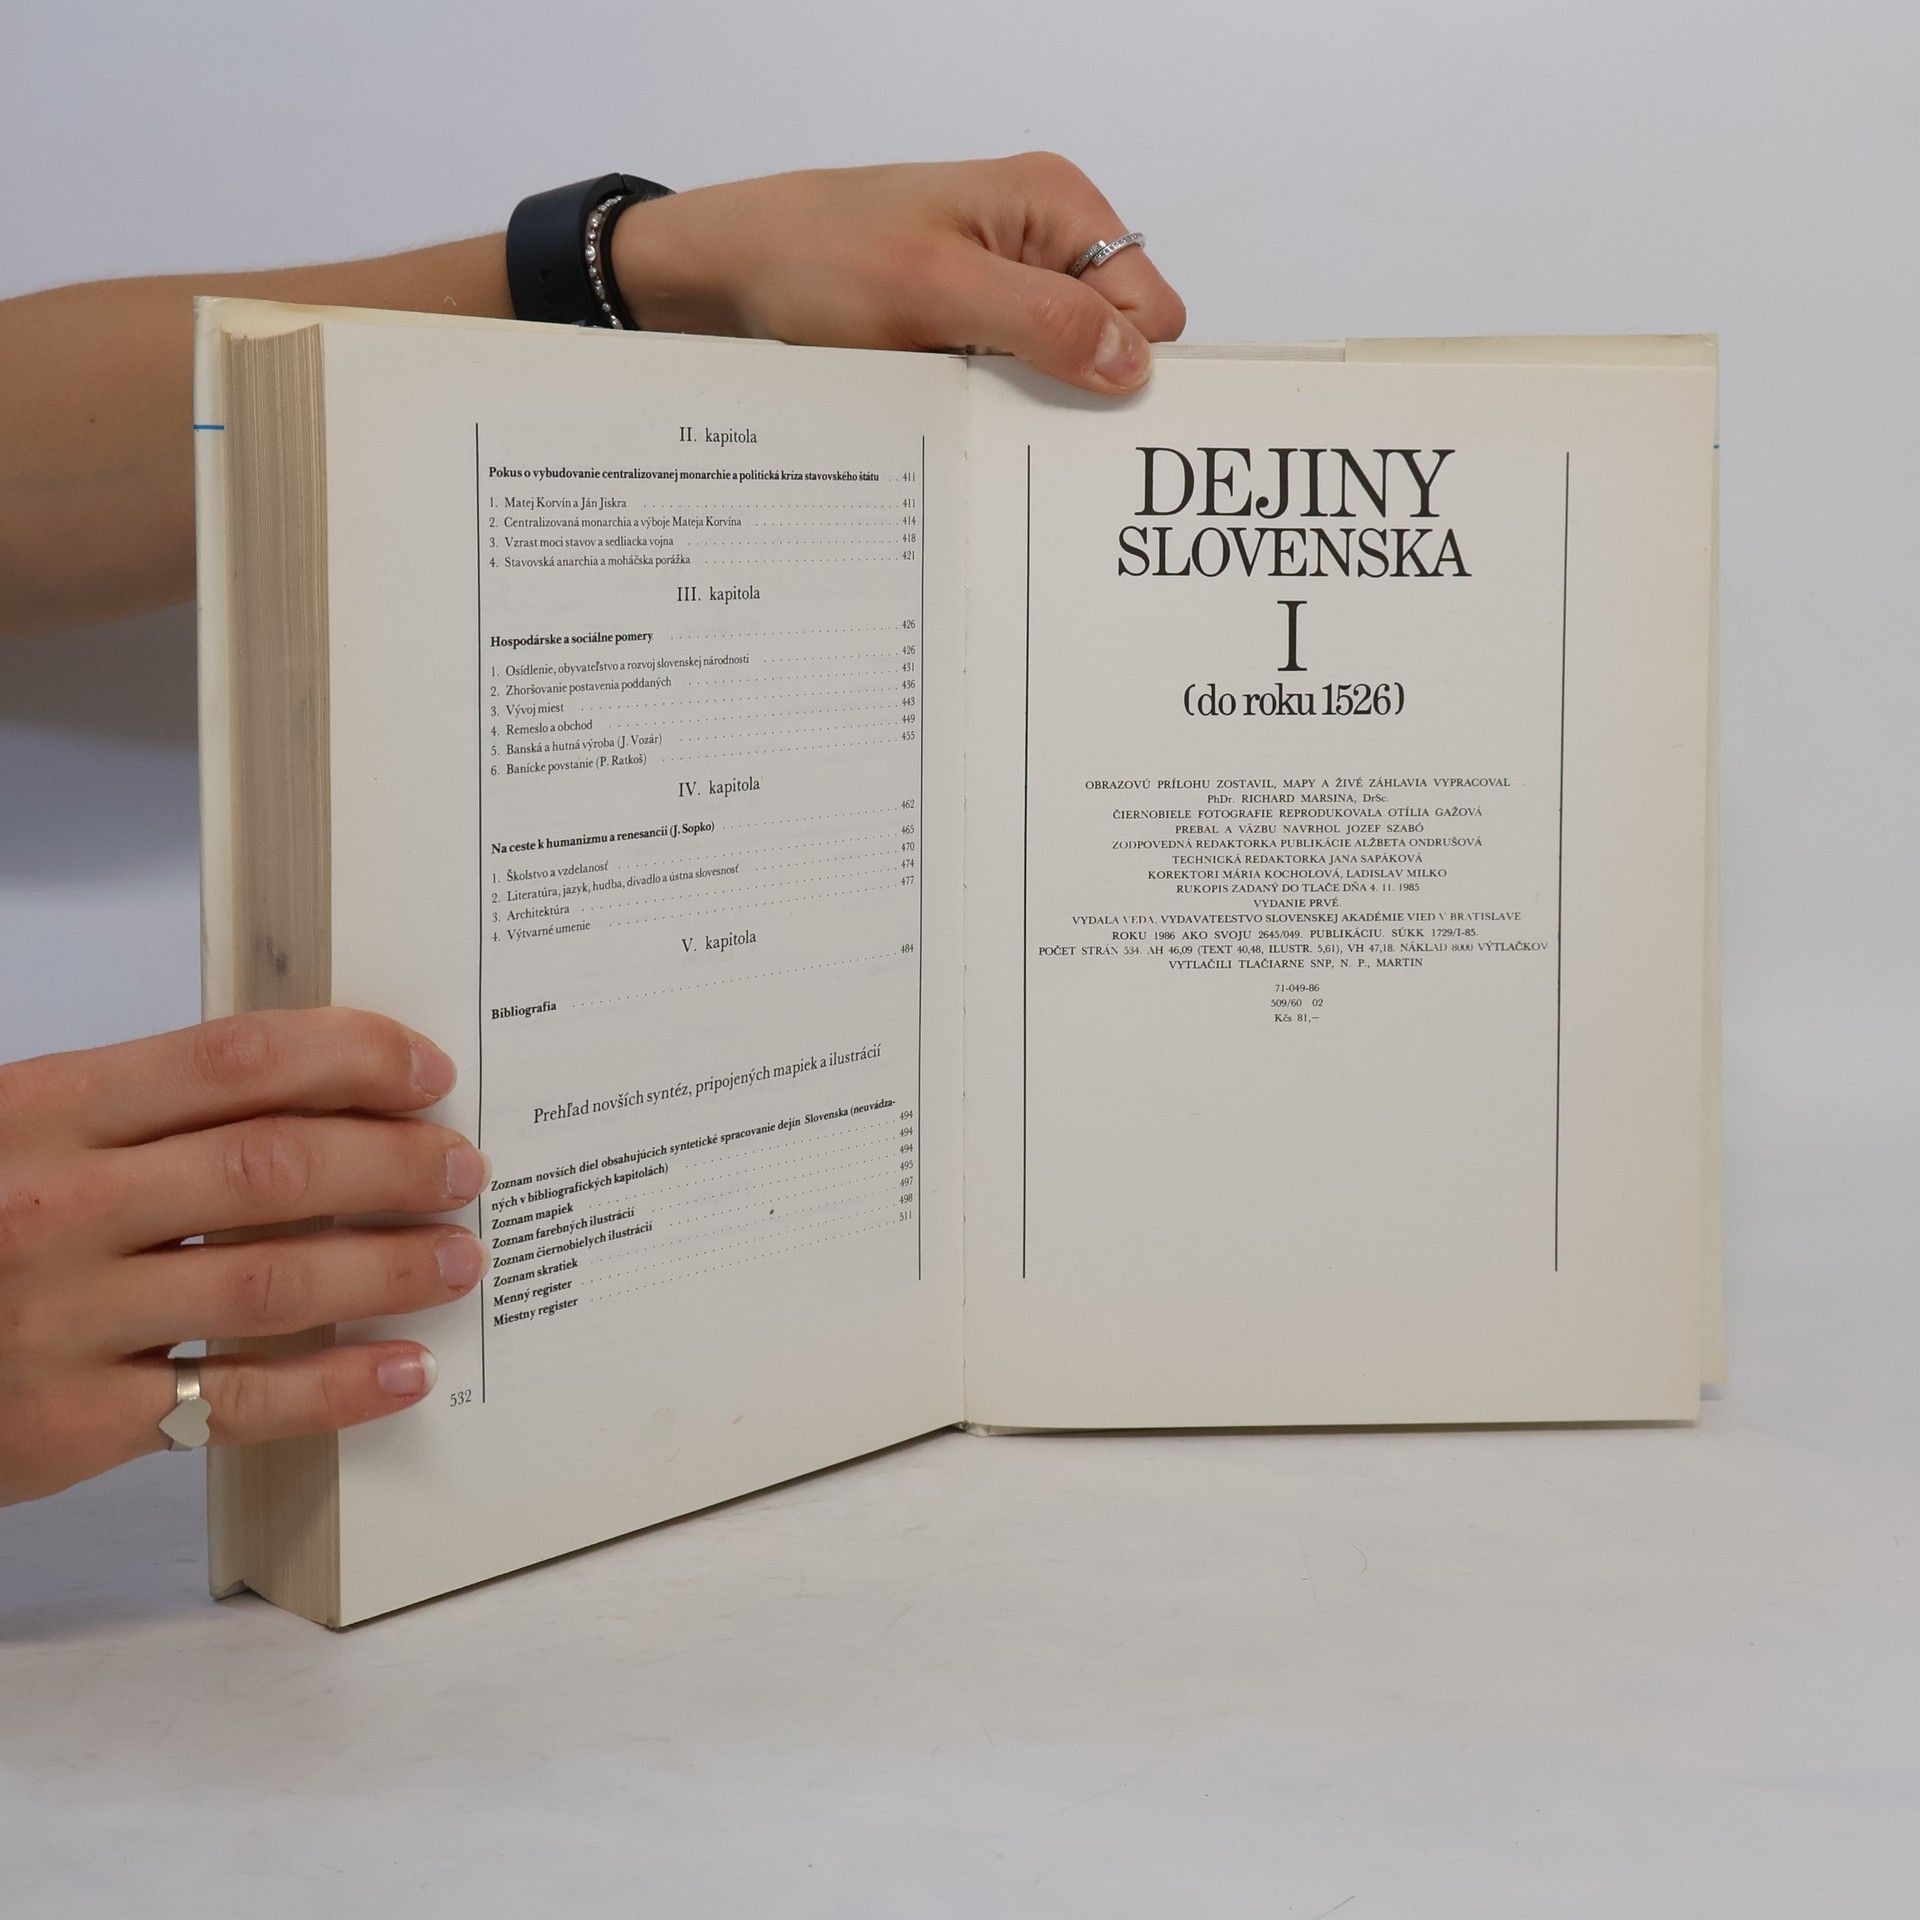 II. kapitola
Pokus o vybudovanie centralizovanej monarchie a politická kríza stavovského štátu . . 411
1. Matej Korvín a Ján Jiskra 411
2. Centralizovaná monarchia a výboje Mateja Korvína 414
3. Vzrast moci stavov a sedliacka vojna 418
4. Stavovská anarchia a moháčska porážka 421
III. kapitola
Hospodárske a sociálne pomery 426
1. Osídlenie, obyvateľstvo a rozvoj slovenskej národnosti 426
2. Zhoršovanie postavenia poddaných 431
3. Vývoj miest 436
4. Remeslo a obchod 443
5. Banská a hutná výroba (J. Vozár) 449
6. Banícke povstanie (P. Ratkoš) 455
IV. kapitola
Na ceste k humanizmu a renesancii (J. Sopko) 462
1. Školstvo a vzdelanosť 465
2. Literatúra, jazyk, hudba, divadlo a ústna slovesnosť 470
3. Architektúra 474
4. Výtvarné umenie 477
V. kapitola
Bibliografia 484
Prehľad novších syntéz, pripojených mapiek a ilustrácií
Zoznam novších diel obsahujúcich syntetické spracovanie dejín Slovenska (neuvádza-
ných v bibliografických kapitolách) 494
Zoznam mapiek 494
Zoznam farebných ilustrácií 494
Zoznam čiernobielych ilustrácií 495
Zoznam skratiek 497
Menný register 498
Miestny register 511
532
DEJINY
SLOVENSKA
I
(do roku 1526)
OBRAZOVÚ PRÍLOHU ZOSTAVIL, MAPY A ŽIVÉ ZÁHLAVIA VYPRACOVAL
PhDr. RICHARD MARSINA, DrSc.
ČIERNOBIELE FOTOGRAFIE REPRODUKOVALA OTÍLIA GAŽOVÁ
PREBAL A VÄZBU NAVRHOL JOZEF SZABÓ
ZODPOVEDNÁ REDAKTORKA PUBLIKÁCIE ALŽBETA ONDRUŠOVÁ
TECHNICKÁ REDAKTORKA JANA SAPÁKOVÁ
KOREKTORI MÁRIA KOCHOLOVÁ, LADISLAV MILKO
RUKOPIS ZADANÝ DO TLAČE DŇA 4. 11. 1985
VYDANIE PRVÉ.
VYDALA VEDA, VYDAVATEĽSTVO SLOVENSKEJ AKADÉMIE VIED V BRATISLAVE
ROKU 1986 AKO SVOJU 2645/049. PUBLIKÁCIU. SÚKK 1729/I-85.
POČET STRÁN 534. AH 46,09 (TEXT 40,48, ILUSTR. 5,61), VH 47,18. NÁKLAD 8000 VÝTLAČKOV
VYTLAČILI TLAČIARNE SNP, N. P., MARTIN
71-049-86
509/60 02
Kčs 81,—